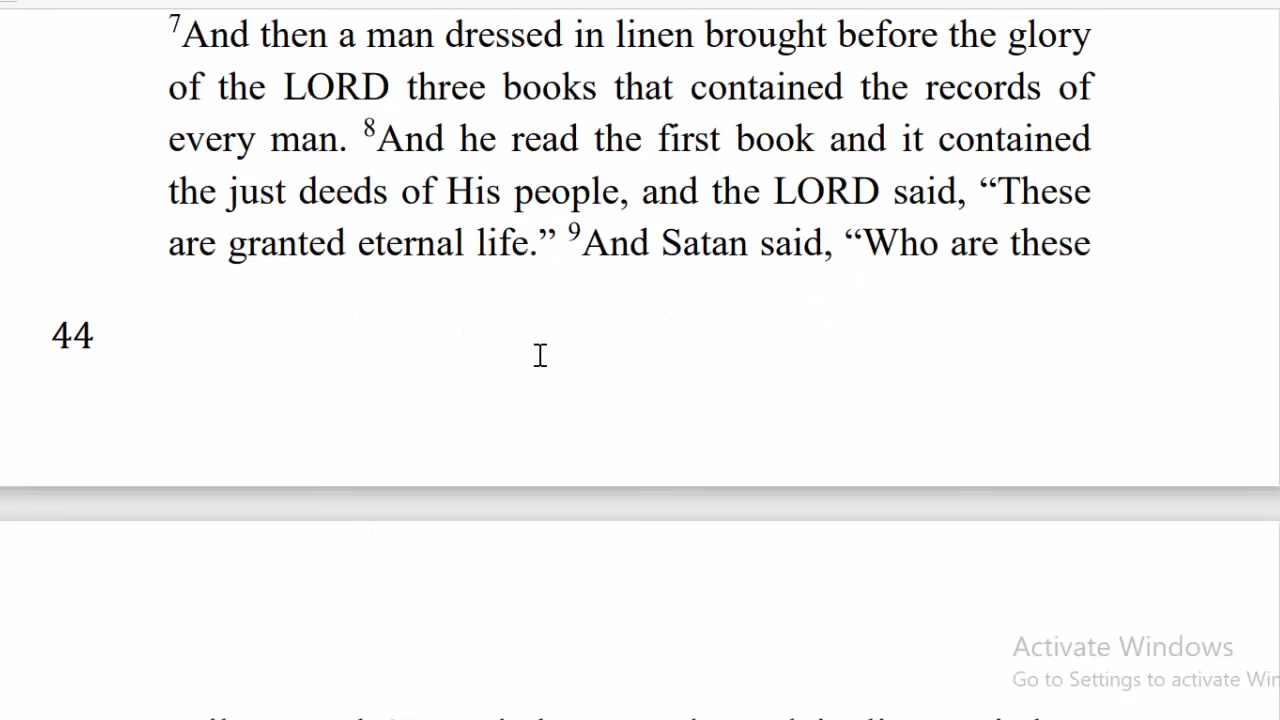 ⁷And then a man dressed in linen brought before the glory
of the LORD three books that contained the records of
every man. ⁸And he read the first book and it contained
the just deeds of His people, and the LORD said, “These
are granted eternal life.” ⁹And Satan said, “Who are these
44
Activate Windows
Go to Settings to activate Win